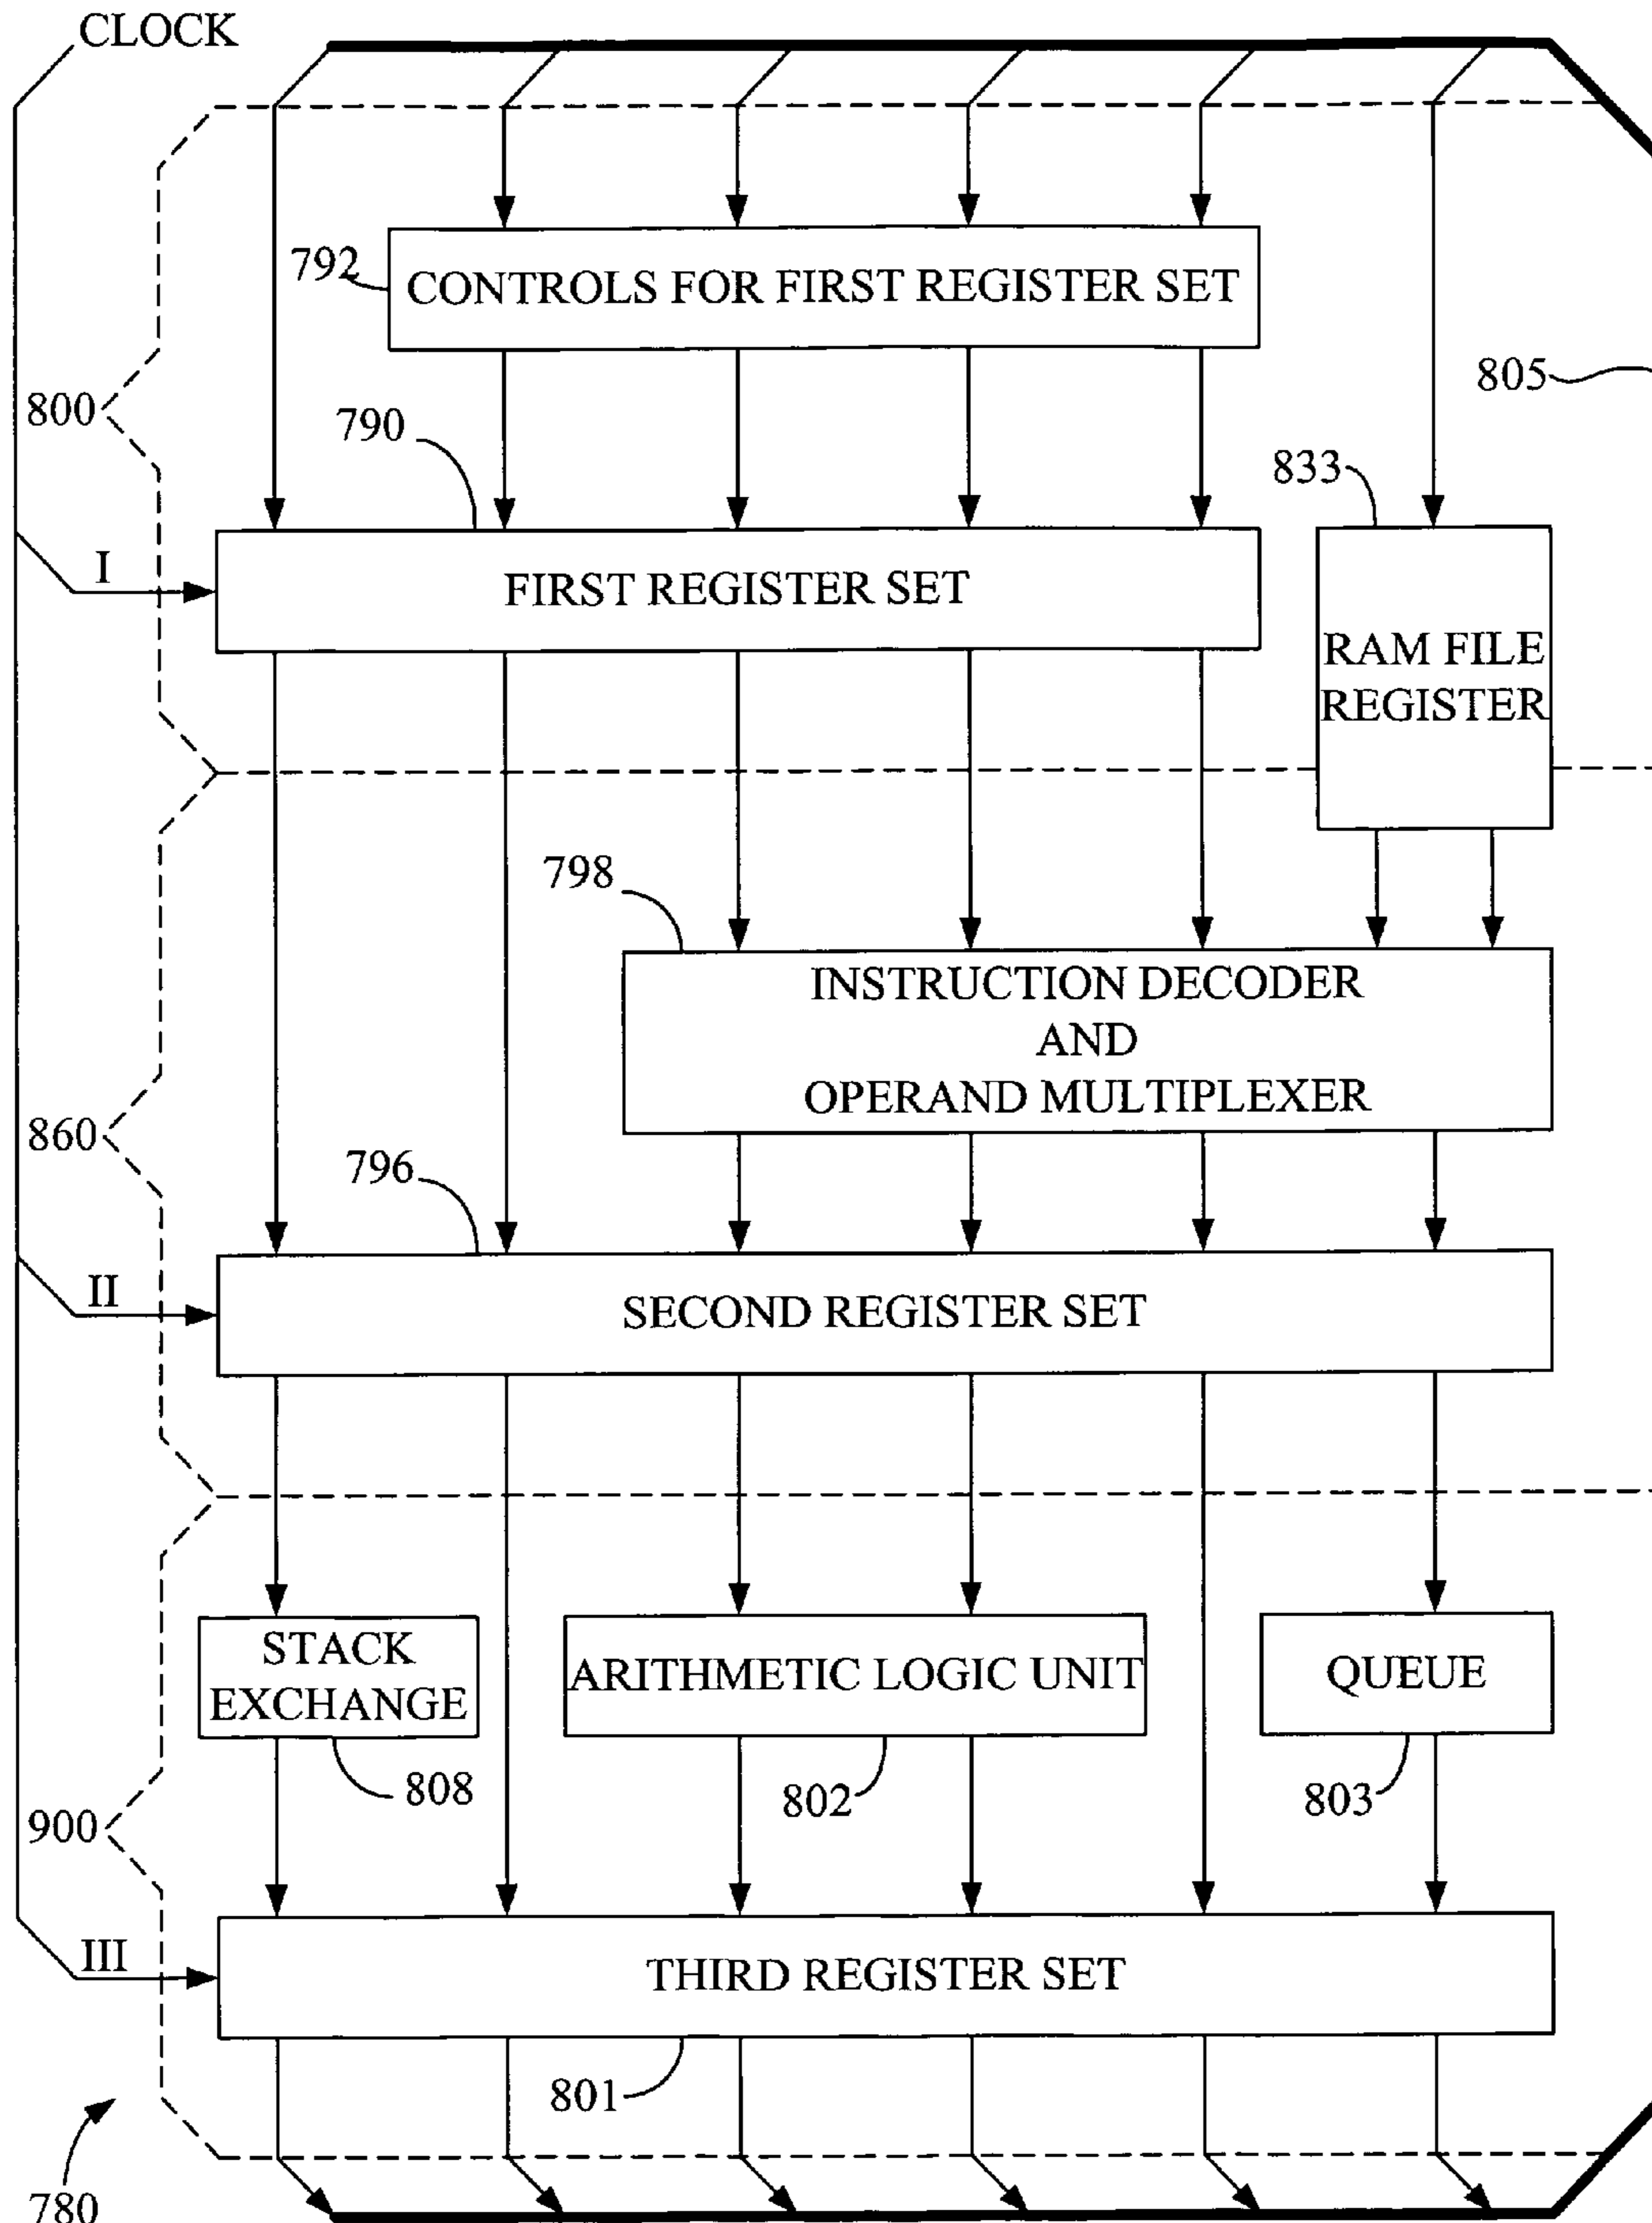 CLOCK
792
CONTROLS FOR FIRST REGISTER SET
805
800
790
833
I
FIRST REGISTER SET
RAM FILE
REGISTER
798
INSTRUCTION DECODER
AND
OPERAND MULTIPLEXER
860
796
II
SECOND REGISTER SET
STACK
EXCHANGE
ARITHMETIC LOGIC UNIT
QUEUE
808
802
803
900
III
THIRD REGISTER SET
801
780